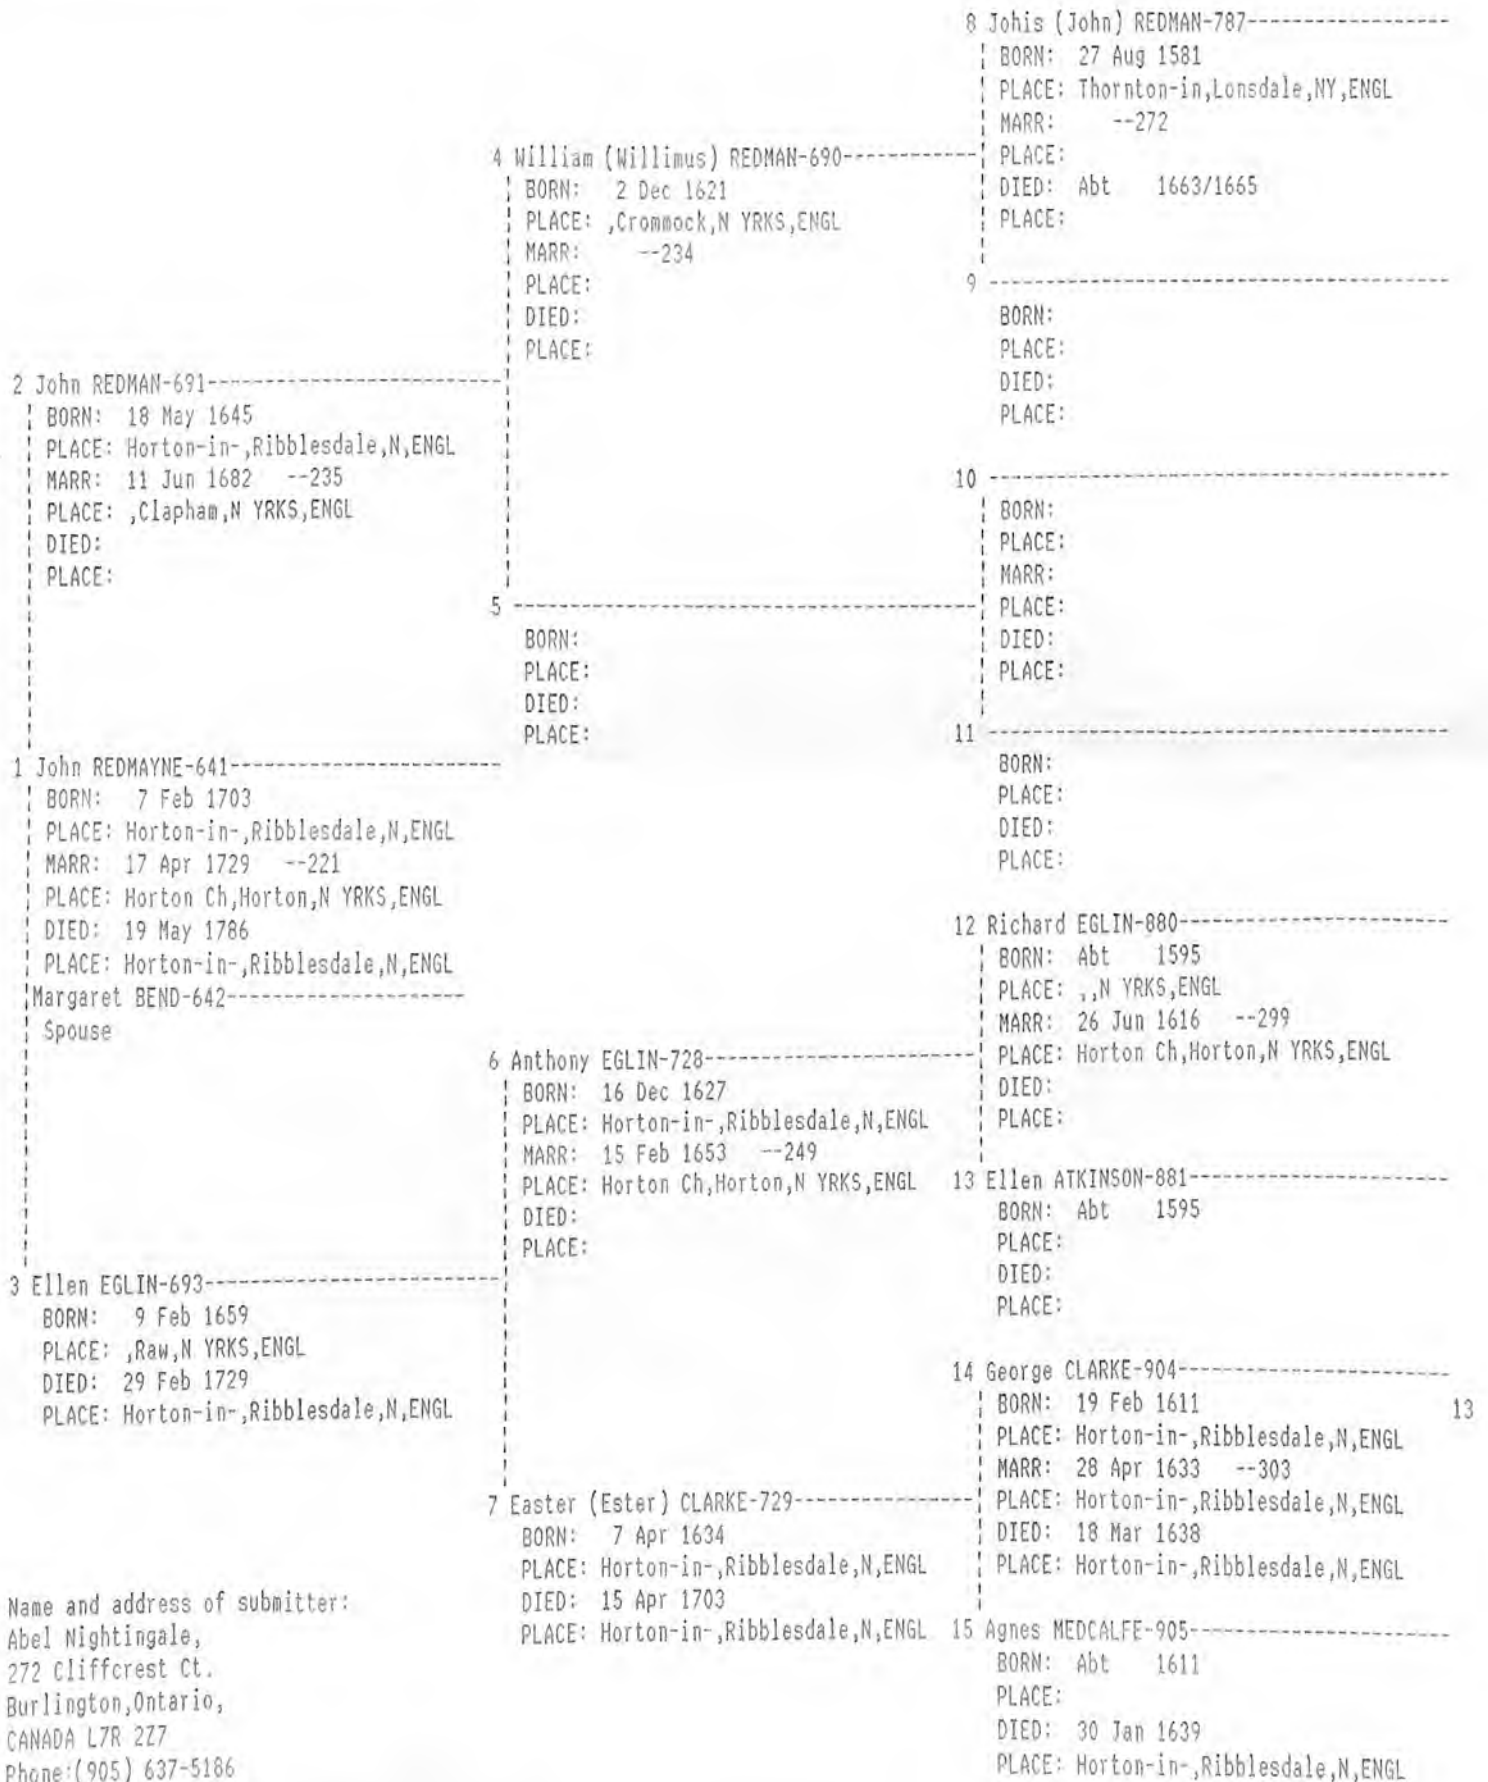 2 John REDMAN-691
BORN: 18 May 1645
PLACE: Horton-in-,Ribblesdale,N,ENGL
MARR: 11 Jun 1682 --235
PLACE: ,Clapham,N YRKS,ENGL
DIED:
PLACE:
1 John REDMAYNE-641
BORN: 7 Feb 1703
PLACE: Horton-in-,Ribblesdale,N,ENGL
MARR: 17 Apr 1729 --221
PLACE: Horton Ch,Horton,N YRKS,ENGL
DIED: 19 May 1786
PLACE: Horton-in-,Ribblesdale,N,ENGL
Margaret BEND-642
Spouse
3 Ellen EGLIN-693
BORN: 9 Feb 1659
PLACE: ,Raw,N YRKS,ENGL
DIED: 29 Feb 1729
PLACE: Horton-in-,Ribblesdale,N,ENGL
Name and address of submitter:
Abel Nightingale,
272 Cliffcrest Ct.
Burlington,Ontario,
CANADA L7R 2Z7
Phone:(905) 637-5186
4 William (Willimus) REDMAN-690
BORN: 2 Dec 1621
PLACE: ,Crommock,N YRKS,ENGL
MARR: --234
PLACE:
DIED:
PLACE:
5
BORN:
PLACE:
DIED:
PLACE:
6 Anthony EGLIN-728
BORN: 16 Dec 1627
PLACE: Horton-in-,Ribblesdale,N,ENGL
MARR: 15 Feb 1653 --249
PLACE: Horton Ch,Horton,N YRKS,ENGL
DIED:
PLACE:
7 Easter (Ester) CLARKE-729
BORN: 7 Apr 1634
PLACE: Horton-in-,Ribblesdale,N,ENGL
DIED: 15 Apr 1703
PLACE: Horton-in-,Ribblesdale,N,ENGL
8 Johis (John) REDMAN-787
BORN: 27 Aug 1581
PLACE: Thornton-in,Lonsdale,NY,ENGL
MARR: --272
PLACE:
DIED: Abt 1663/1665
PLACE:
9
BORN:
PLACE:
DIED:
PLACE:
10
BORN:
PLACE:
MARR:
PLACE:
DIED:
PLACE:
11
BORN:
PLACE:
DIED:
PLACE:
12 Richard EGLIN-880
BORN: Abt 1595
PLACE: ,,N YRKS,ENGL
MARR: 26 Jun 1616 --299
PLACE: Horton Ch,Horton,N YRKS,ENGL
DIED:
PLACE:
13 Ellen ATKINSON-881
BORN: Abt 1595
PLACE:
DIED:
PLACE:
14 George CLARKE-904
BORN: 19 Feb 1611
13
PLACE: Horton-in-,Ribblesdale,N,ENGL
MARR: 28 Apr 1633 --303
PLACE: Horton-in-,Ribblesdale,N,ENGL
DIED: 18 Mar 1638
PLACE: Horton-in-,Ribblesdale,N,ENGL
15 Agnes MEDCALFE-905
BORN: Abt 1611
PLACE:
DIED: 30 Jan 1639
PLACE: Horton-in-,Ribblesdale,N,ENGL